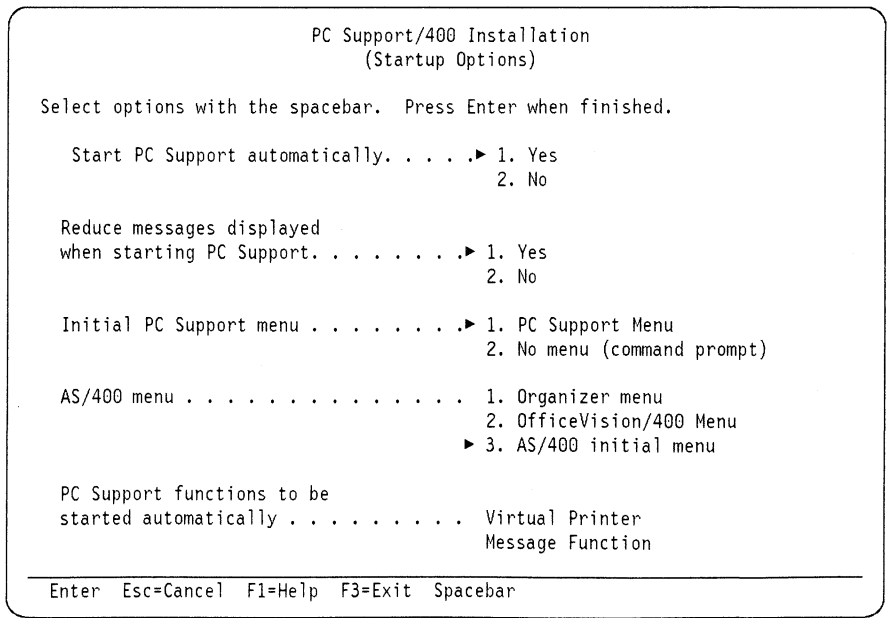 PC Support/400 Installation
(Startup Options)
Select options with the spacebar. Press Enter when finished.
Start PC Support automatically. . . . .► 1. Yes
2. No
Reduce messages displayed
when starting PC Support. . . . . . . .► 1. Yes
2. No
Initial PC Support menu . . . . . . . .► 1. PC Support Menu
2. No menu (command prompt)
AS/400 menu . . . . . . . . . . . . . . 1. Organizer menu
2. OfficeVision/400 Menu
► 3. AS/400 initial menu
PC Support functions to be
started automatically . . . . . . . . . Virtual Printer
Message Function
Enter Esc=Cancel F1=Help F3=Exit Spacebar